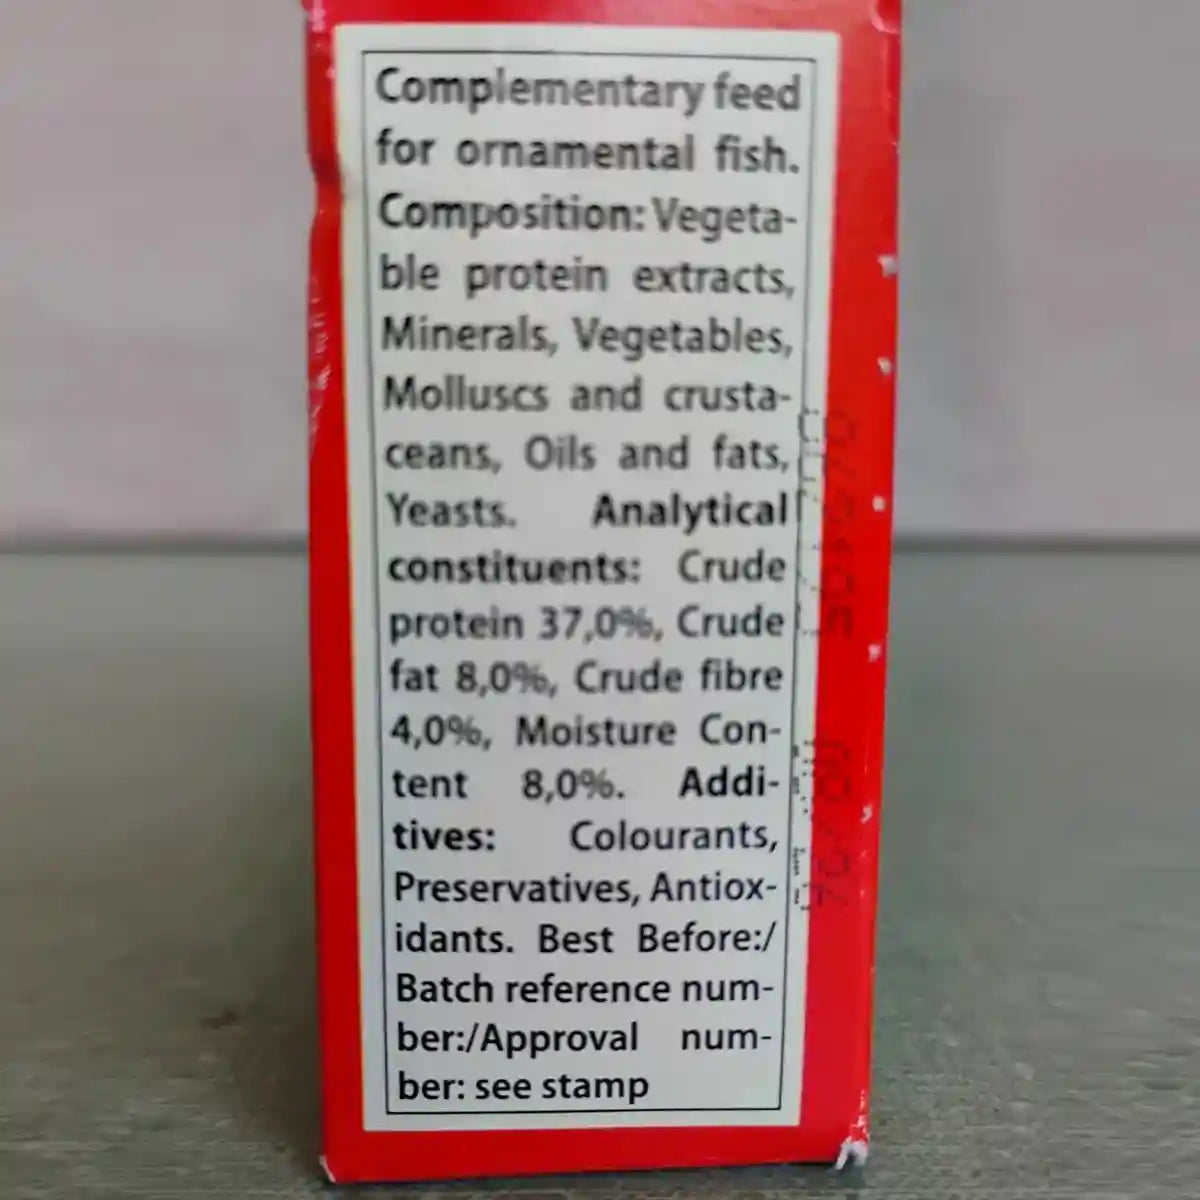 Complementary feed
for ornamental fish.
Composition: Vegeta-
ble protein extracts,
Minerals, Vegetables,
Molluscs and crusta-
ceans, Oils and fats,
Yeasts. Analytical
constituents: Crude
protein 37,0%, Crude
fat 8,0%, Crude fibre
4,0%, Moisture Con-
tent 8,0%. Addi-
tives: Colourants,
Preservatives, Antiox-
idants. Best Before:/
Batch reference num-
ber:/Approval num-
ber: see stamp